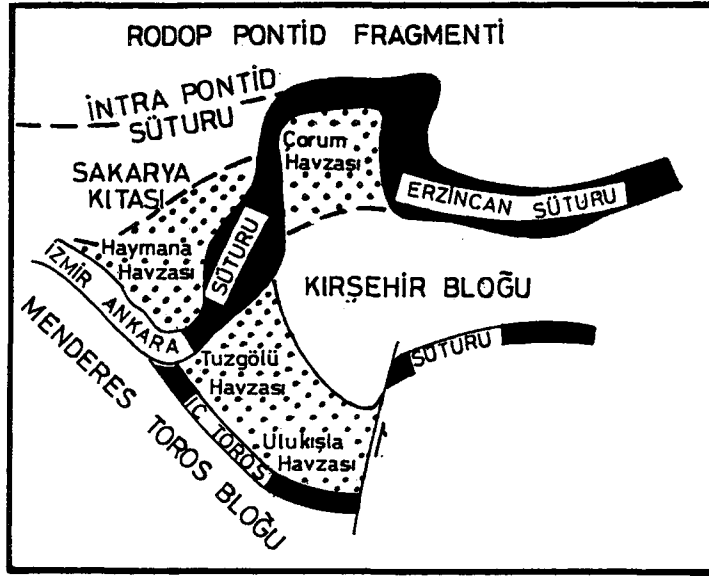 RODOP PONTİD FRAGMENTİ
İNTRA PONTİD
SÜTURU
Çorum
Havzası
SAKARYA
KITASI
ERZİNCAN SÜTURU
Haymana
Havzası
SÜTURU
İZMİR ANKARA
KIRŞEHİR BLOĞU
MENDERES TOROS BLOĞU
Tuzgölü
Havzası
SÜTURU
İÇ TOROS
Ulukışla
Havzası